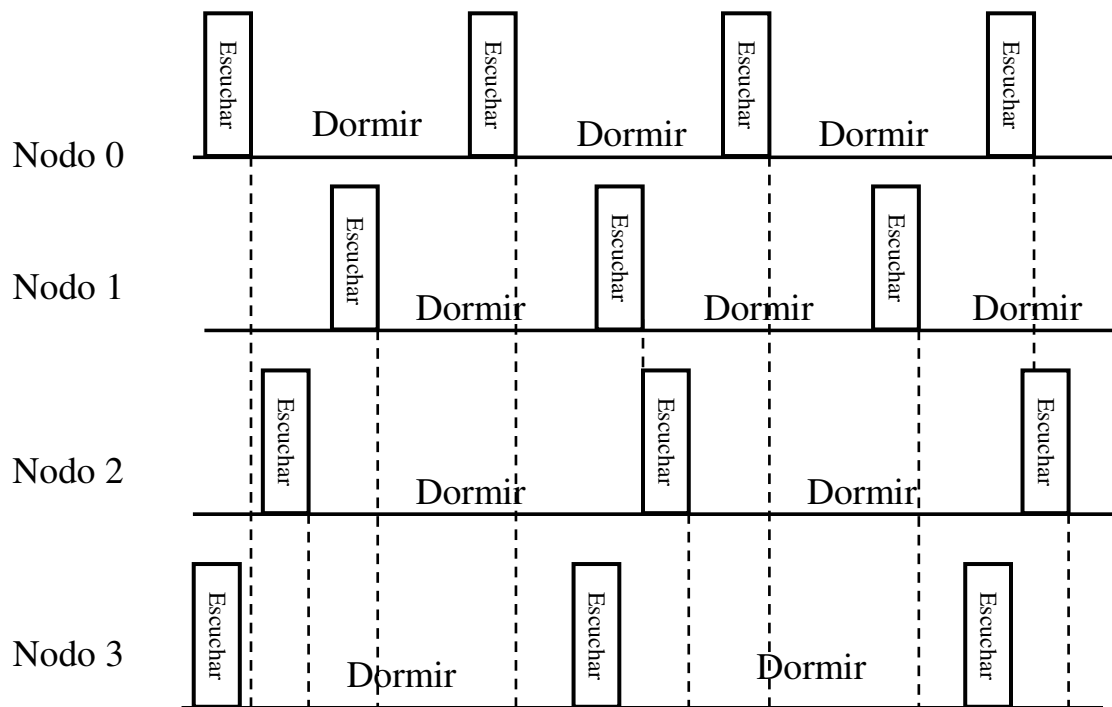 Escuchar Escuchar Escuchar Escuchar
Nodo 0 Dormir Dormir Dormir
Escuchar Escuchar Escuchar
Nodo 1 Dormir Dormir Dormir
Escuchar Escuchar Escuchar
Nodo 2 Dormir Dormir
Escuchar Escuchar Escuchar
Nodo 3 Dormir Dormir